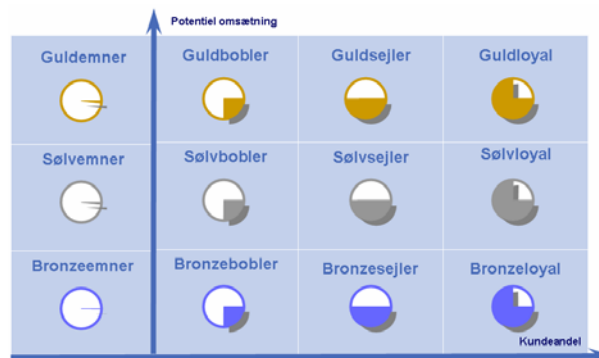 Potentiel omsætning
Guldemner
Guldbobler
Guldsejler
Guldloyal
Sølvemner
Sølvbobler
Sølvsejler
Sølvloyal
Bronzeemner
Bronzebobler
Bronzesejler
Bronzeloyal
Kundeandel